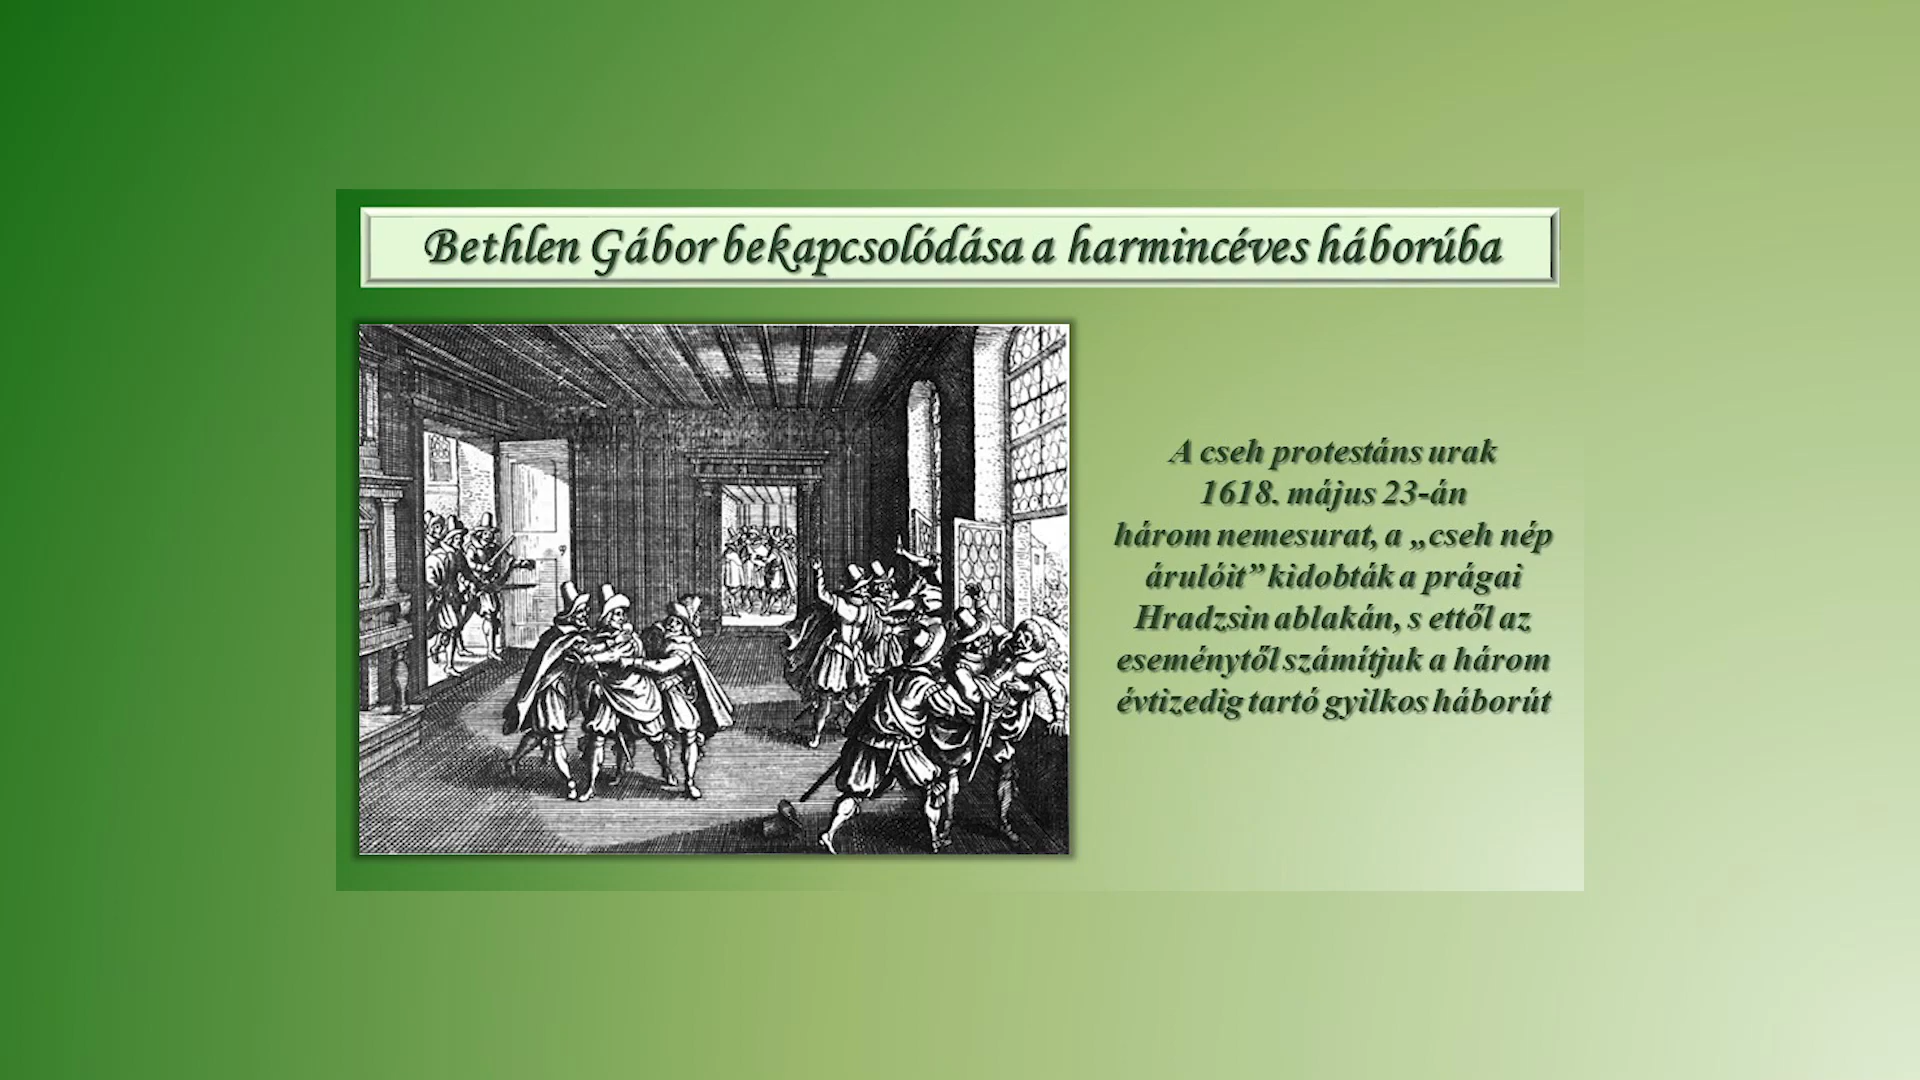 Bethlen Gábor bekapcsolódása a harmincéves háborúba
A cseh protestáns urak
1618. május 23-án
három nemesurat, a „cseh nép
árulóit” kidobták a prágai
Hradzsin ablakán, s ettől az
eseménytől számítjuk a három
évtizedig tartó gyilkos háborút